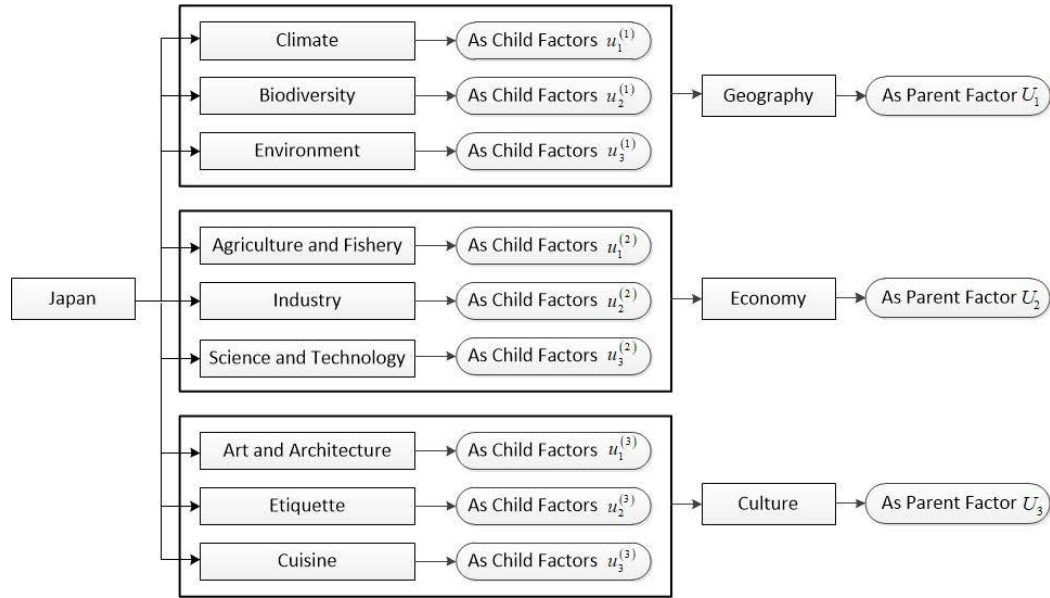 Climate
As Child Factors u₁⁽¹⁾
Biodiversity
As Child Factors u₂⁽¹⁾
Geography
As Parent Factor U₁
Environment
As Child Factors u₃⁽¹⁾
Agriculture and Fishery
As Child Factors u₁⁽²⁾
Japan
Industry
As Child Factors u₂⁽²⁾
Economy
As Parent Factor U₂
Science and Technology
As Child Factors u₃⁽²⁾
Art and Architecture
As Child Factors u₁⁽³⁾
Etiquette
As Child Factors u₂⁽³⁾
Culture
As Parent Factor U₃
Cuisine
As Child Factors u₃⁽³⁾